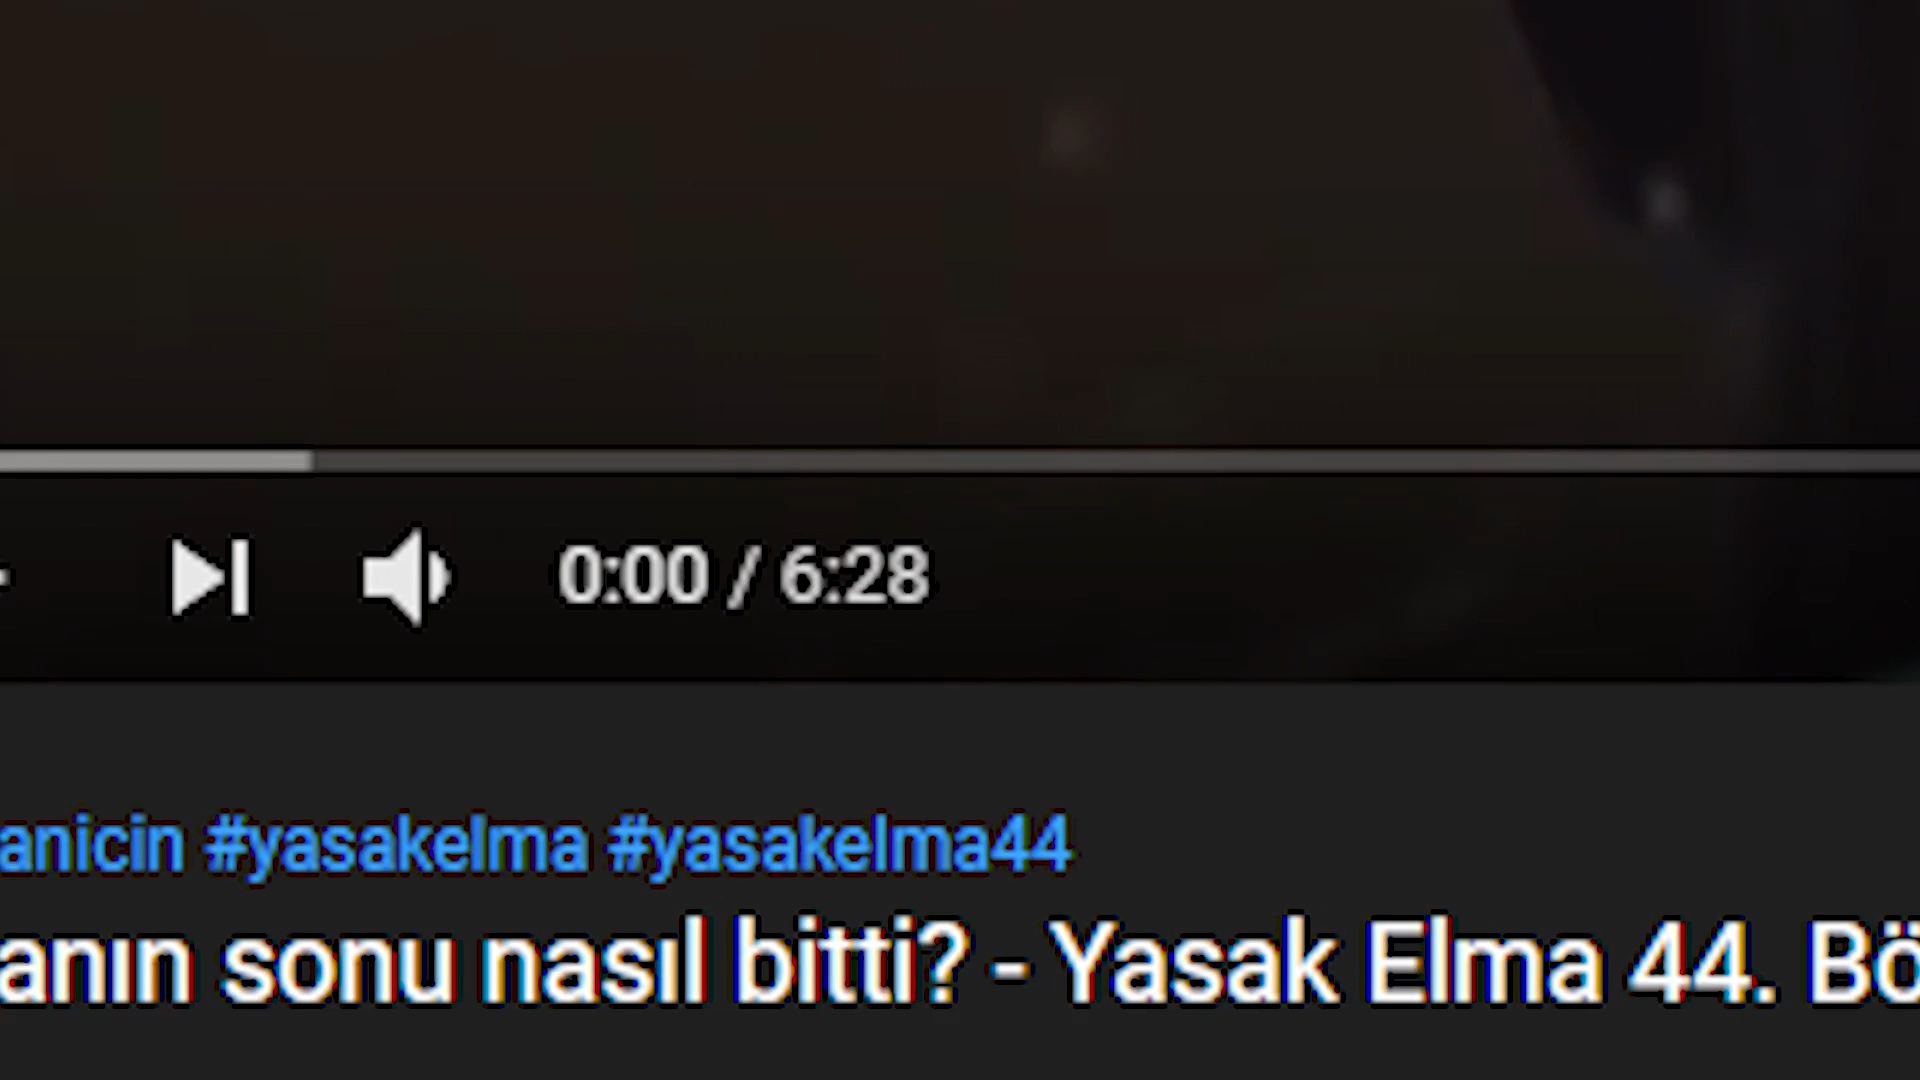 0:00 / 6:28
anicin #yasakelma #yasakelma44
anın sonu nasıl bitti? - Yasak Elma 44. Bö